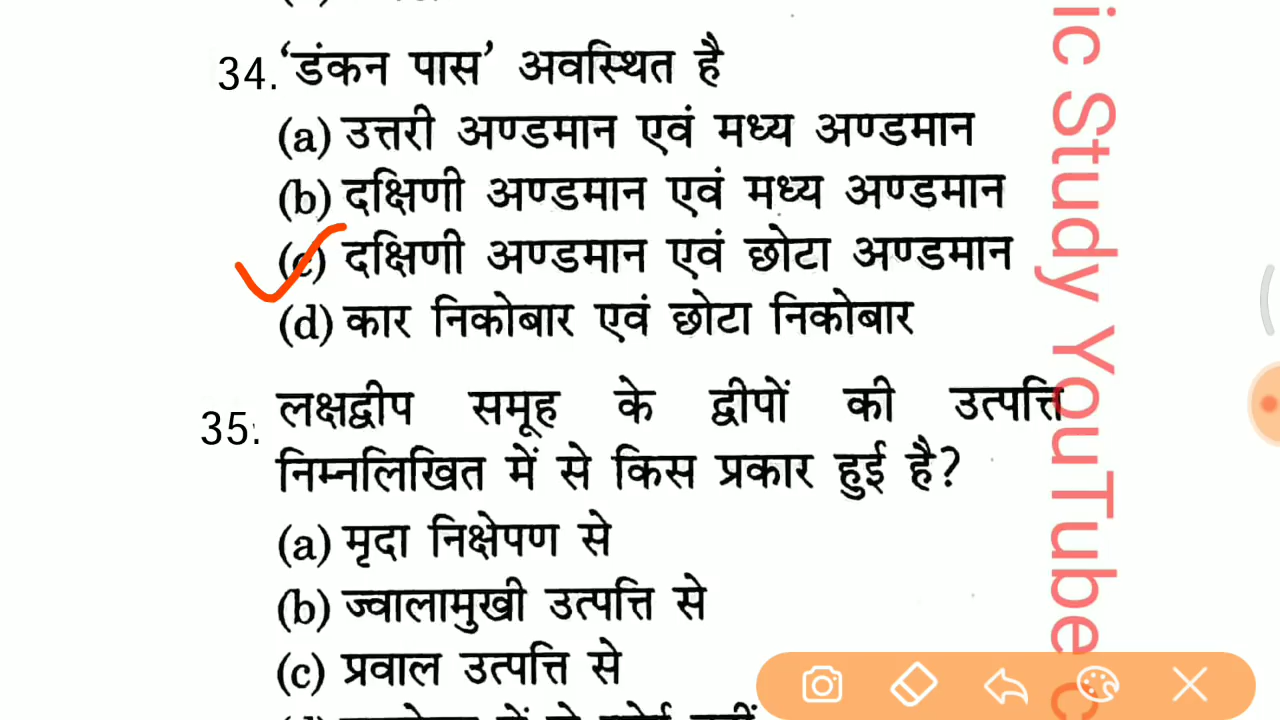 34. ‘डंकन पास’ अवस्थित है
(a) उत्तरी अण्डमान एवं मध्य अण्डमान
(b) दक्षिणी अण्डमान एवं मध्य अण्डमान
(c) दक्षिणी अण्डमान एवं छोटा अण्डमान
(d) कार निकोबार एवं छोटा निकोबार
35. लक्षद्वीप समूह के द्वीपों की उत्पत्ति
निम्नलिखित में से किस प्रकार हुई है?
(a) मृदा निक्षेपण से
(b) ज्वालामुखी उत्पत्ति से
(c) प्रवाल उत्पत्ति से
ic Study YouTube C